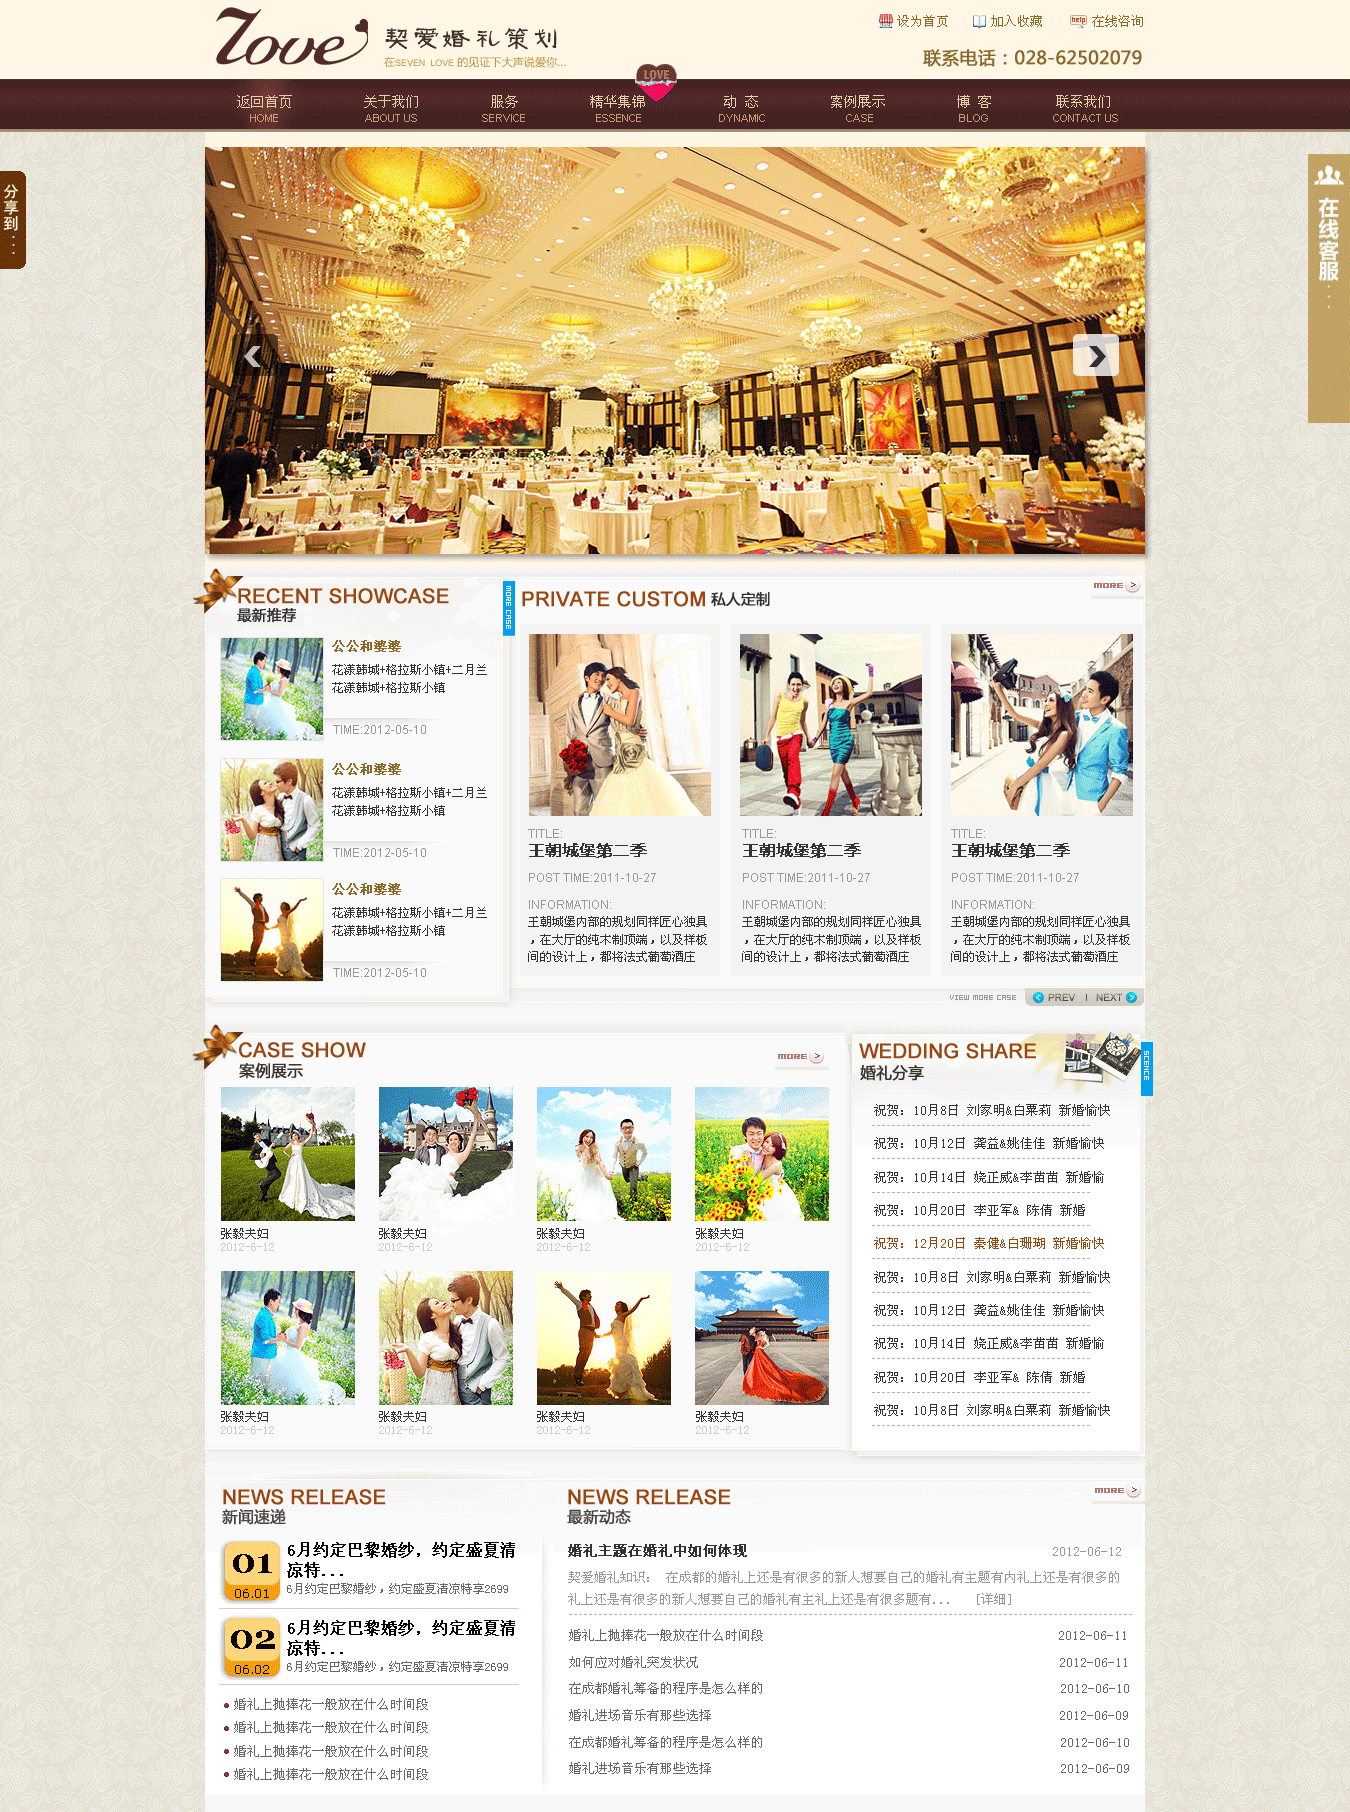 Love
契爱婚礼策划
在SEVEN LOVE 的见证下大声说爱你...
设为首页
加入收藏
help
在线咨询
联系电话：028-62502079
LOVE
返回首页
HOME
关于我们
ABOUT US
服务
SERVICE
精华集锦
ESSENCE
动 态
DYNAMIC
案例展示
CASE
博 客
BLOG
联系我们
CONTACT US
分享到...
在线客服
RECENT SHOWCASE
最新推荐
MORE CASE
公公和婆婆
花漾韩城+格拉斯小镇+二月兰
花漾韩城+格拉斯小镇
TIME:2012-05-10
公公和婆婆
花漾韩城+格拉斯小镇+二月兰
花漾韩城+格拉斯小镇
TIME:2012-05-10
公公和婆婆
花漾韩城+格拉斯小镇+二月兰
花漾韩城+格拉斯小镇
TIME:2012-05-10
PRIVATE CUSTOM 私人定制
MORE
TITLE:
王朝城堡第二季
POST TIME:2011-10-27
INFORMATION:
王朝城堡内部的规划同样匠心独具
，在大厅的纯木制顶端，以及祥板
间的设计上，都将法式葡萄酒庄
TITLE:
王朝城堡第二季
POST TIME:2011-10-27
INFORMATION:
王朝城堡内部的规划同样匠心独具
，在大厅的纯木制顶端，以及祥板
间的设计上，都将法式葡萄酒庄
TITLE:
王朝城堡第二季
POST TIME:2011-10-27
INFORMATION:
王朝城堡内部的规划同样匠心独具
，在大厅的纯木制顶端，以及祥板
间的设计上，都将法式葡萄酒庄
VIEW MORE CASE
PREV | NEXT
CASE SHOW
案例展示
MORE
张毅夫妇
2012-6-12
张毅夫妇
2012-6-12
张毅夫妇
2012-6-12
张毅夫妇
2012-6-12
张毅夫妇
2012-6-12
张毅夫妇
2012-6-12
张毅夫妇
2012-6-12
张毅夫妇
2012-6-12
WEDDING SHARE
婚礼分享
SCENCE
祝贺：10月8日 刘家明&白粟莉 新婚愉快
祝贺：10月12日 龚益&姚佳佳 新婚愉快
祝贺：10月14日 娆正威&李苗苗 新婚愉
祝贺：10月20日 李亚军& 陈倩 新婚
祝贺：12月20日 秦健&白珊瑚 新婚愉快
祝贺：10月8日 刘家明&白粟莉 新婚愉快
祝贺：10月12日 龚益&姚佳佳 新婚愉快
祝贺：10月14日 娆正威&李苗苗 新婚愉
祝贺：10月20日 李亚军& 陈倩 新婚
祝贺：10月8日 刘家明&白粟莉 新婚愉快
NEWS RELEASE
新闻速递
01
06.01
6月约定巴黎婚纱，约定盛夏清
凉特...
6月约定巴黎婚纱，约定盛夏清凉特享2699
02
06.02
6月约定巴黎婚纱，约定盛夏清
凉特...
6月约定巴黎婚纱，约定盛夏清凉特享2699
婚礼上抛捧花一般放在什么时间段
婚礼上抛捧花一般放在什么时间段
婚礼上抛捧花一般放在什么时间段
婚礼上抛捧花一般放在什么时间段
NEWS RELEASE
最新动态
MORE
婚礼主题在婚礼中如何体现 2012-06-12
契爱婚礼知识： 在成都的婚礼上还是有很多的新人想要自己的婚礼有主题有内礼上还是有很多的
礼上还是有很多的新人想要自己的婚礼有主礼上还是有很多题有... [详细]
婚礼上抛捧花一般放在什么时间段 2012-06-11
如何应对婚礼突发状况 2012-06-11
在成都婚礼筹备的程序是怎么样的 2012-06-10
婚礼进场音乐有那些选择 2012-06-09
在成都婚礼筹备的程序是怎么样的 2012-06-10
婚礼进场音乐有那些选择 2012-06-09